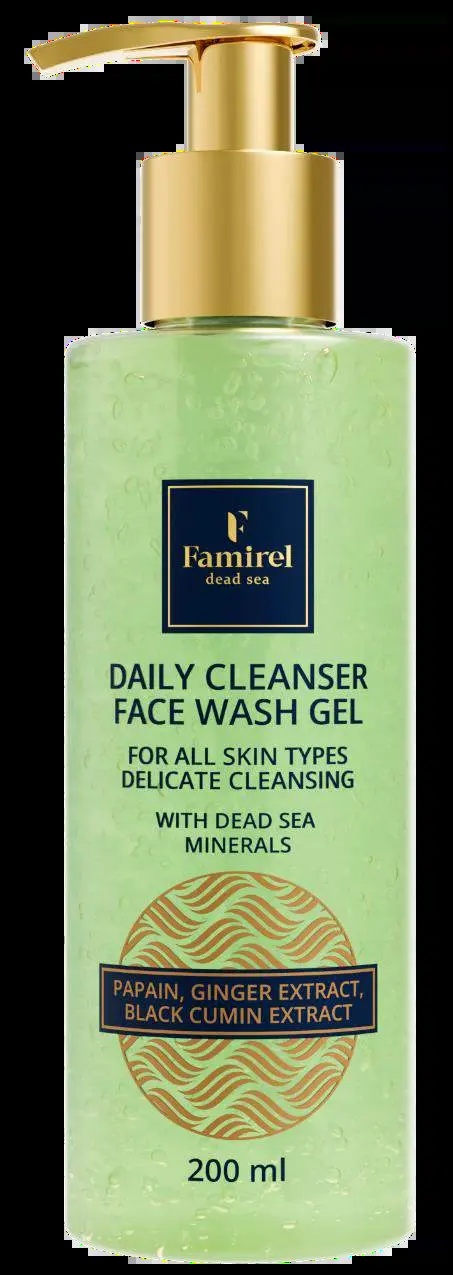 Famirel
dead sea
DAILY CLEANSER
FACE WASH GEL
FOR ALL SKIN TYPES
DELICATE CLEANSING
WITH DEAD SEA
MINERALS
PAPAIN, GINGER EXTRACT,
BLACK CUMIN EXTRACT
200 ml